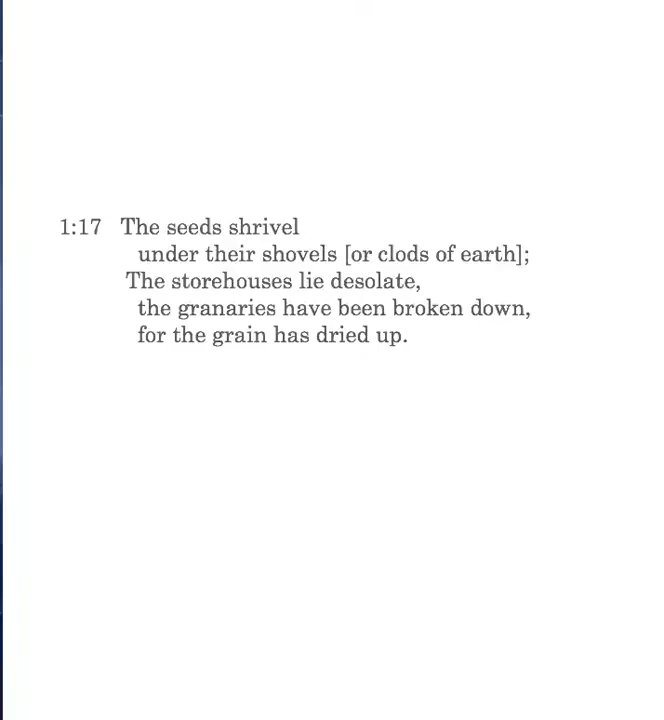 1:17 The seeds shrivel
under their shovels [or clods of earth];
The storehouses lie desolate,
the granaries have been broken down,
for the grain has dried up.